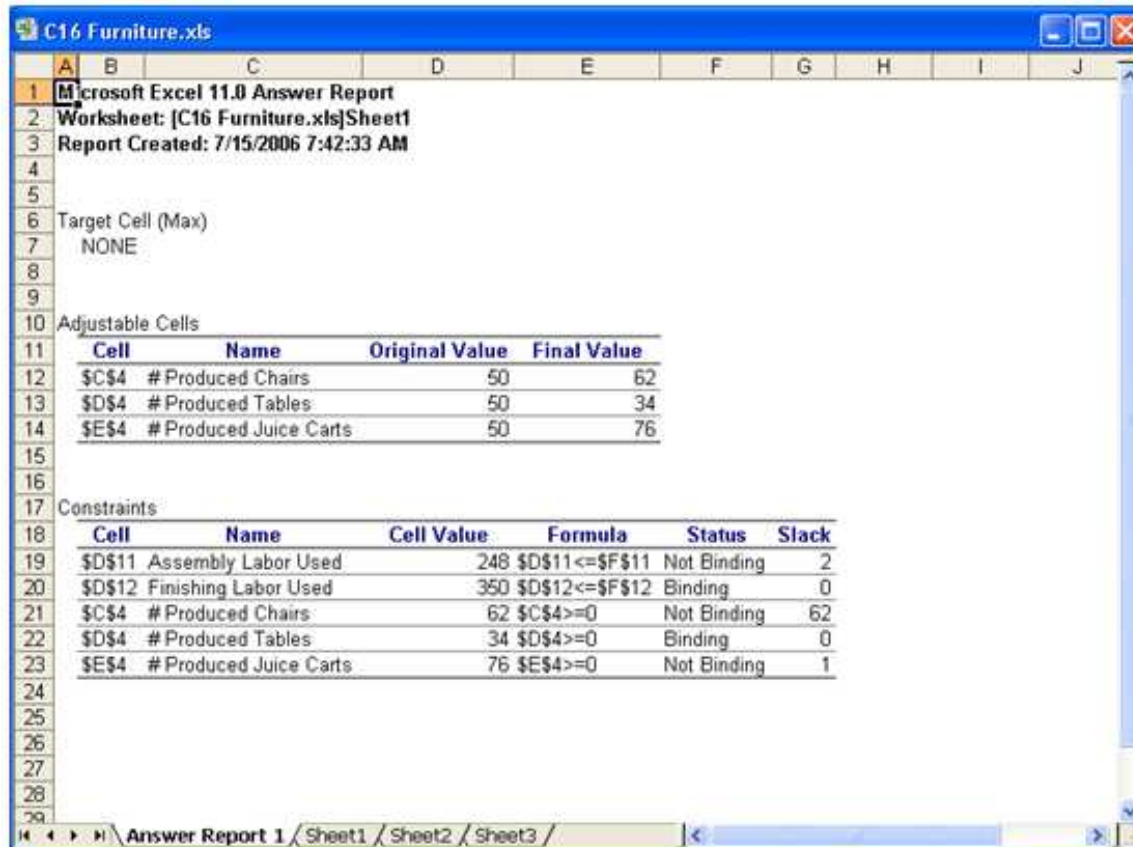 C16 Furniture.xls
A B C D E F G H I J
1 Microsoft Excel 11.0 Answer Report
2 Worksheet: [C16 Furniture.xls]Sheet1
3 Report Created: 7/15/2006 7:42:33 AM
4
5
6 Target Cell (Max)
7 NONE
8
9
10 Adjustable Cells
11 Cell Name Original Value Final Value
12 $C$4 # Produced Chairs 50 62
13 $D$4 # Produced Tables 50 34
14 $E$4 # Produced Juice Carts 50 76
15
16
17 Constraints
18 Cell Name Cell Value Formula Status Slack
19 $D$11 Assembly Labor Used 248 $D$11<=$F$11 Not Binding 2
20 $D$12 Finishing Labor Used 350 $D$12<=$F$12 Binding 0
21 $C$4 # Produced Chairs 62 $C$4>=0 Not Binding 62
22 $D$4 # Produced Tables 34 $D$4>=0 Binding 0
23 $E$4 # Produced Juice Carts 76 $E$4>=0 Not Binding 1
24
25
26
27
28
29
Answer Report 1 / Sheet1 / Sheet2 / Sheet3 /